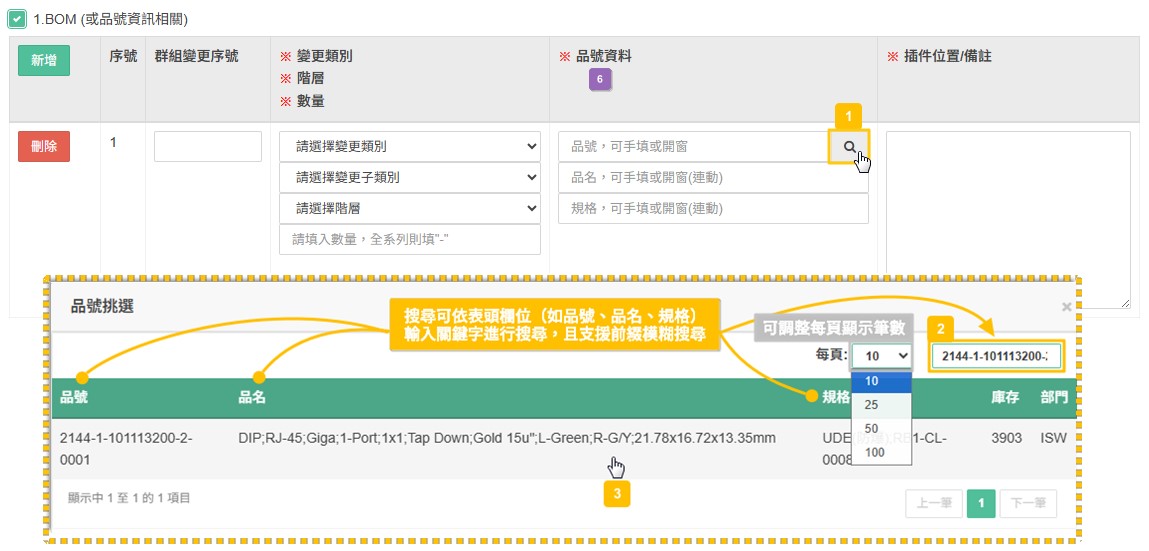 1.BOM (或品號資訊相關)
新增
序號
群組變更序號
※ 變更類別
※ 階層
※ 數量
※ 品號資料
6
※ 插件位置/備註
1
刪除
1
請選擇變更類別
請選擇變更子類別
請選擇階層
請填入數量，全系列則填"-"
品號，可手填或開窗
品名，可手填或開窗(連動)
規格，可手填或開窗(連動)
品號挑選
×
搜尋可依表頭欄位（如品號、品名、規格）
輸入關鍵字進行搜尋，且支援前綴模糊搜尋
可調整每頁顯示筆數
2
每頁:
10
2144-1-101113200-
10
25
50
100
品號
品名
規格
庫存
部門
2144-1-101113200-2-
0001
DIP;RJ-45;Giga;1-Port;1x1;Tap Down;Gold 15u";L-Green;R-G/Y;21.78x16.72x13.35mm
UDE
1-CL-
0008
3903
ISW
3
顯示中 1 至 1 的 1 項目
上一筆
1
下一筆